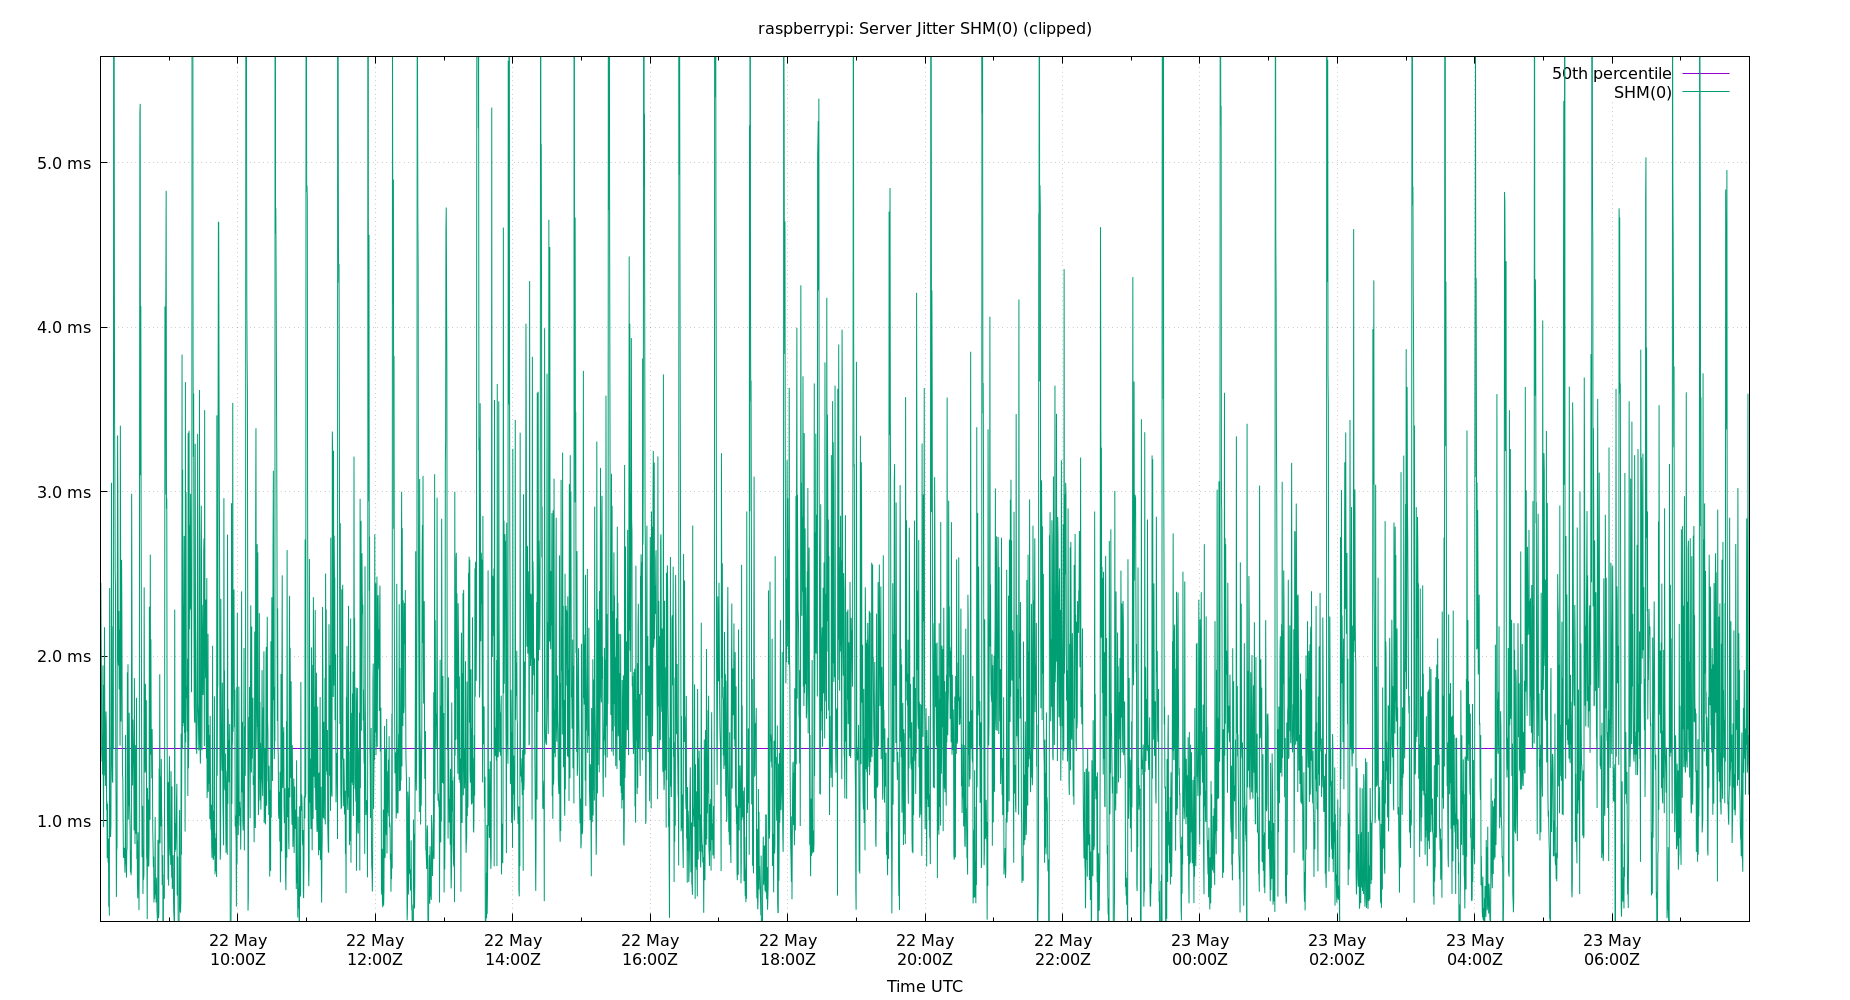 raspberrypi: Server Jitter SHM(0) (clipped)
50th percentile
SHM(0)
5.0 ms
4.0 ms
3.0 ms
2.0 ms
1.0 ms
22 May 22 May 22 May 22 May 22 May 22 May 22 May 23 May 23 May 23 May 23 May
10:00Z 12:00Z 14:00Z 16:00Z 18:00Z 20:00Z 22:00Z 00:00Z 02:00Z 04:00Z 06:00Z
Time UTC